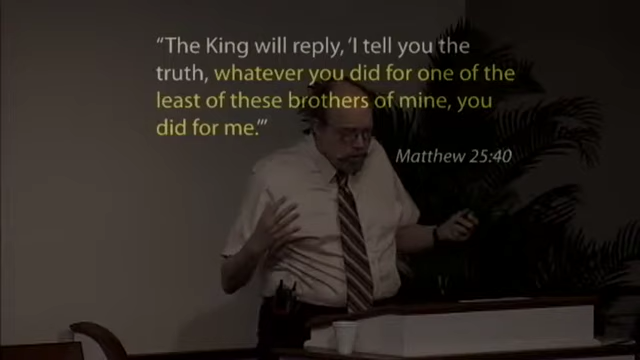 “The King will reply, ‘I tell you the
truth, whatever you did for one of the
least of these brothers of mine, you
did for me.’”
Matthew 25:40